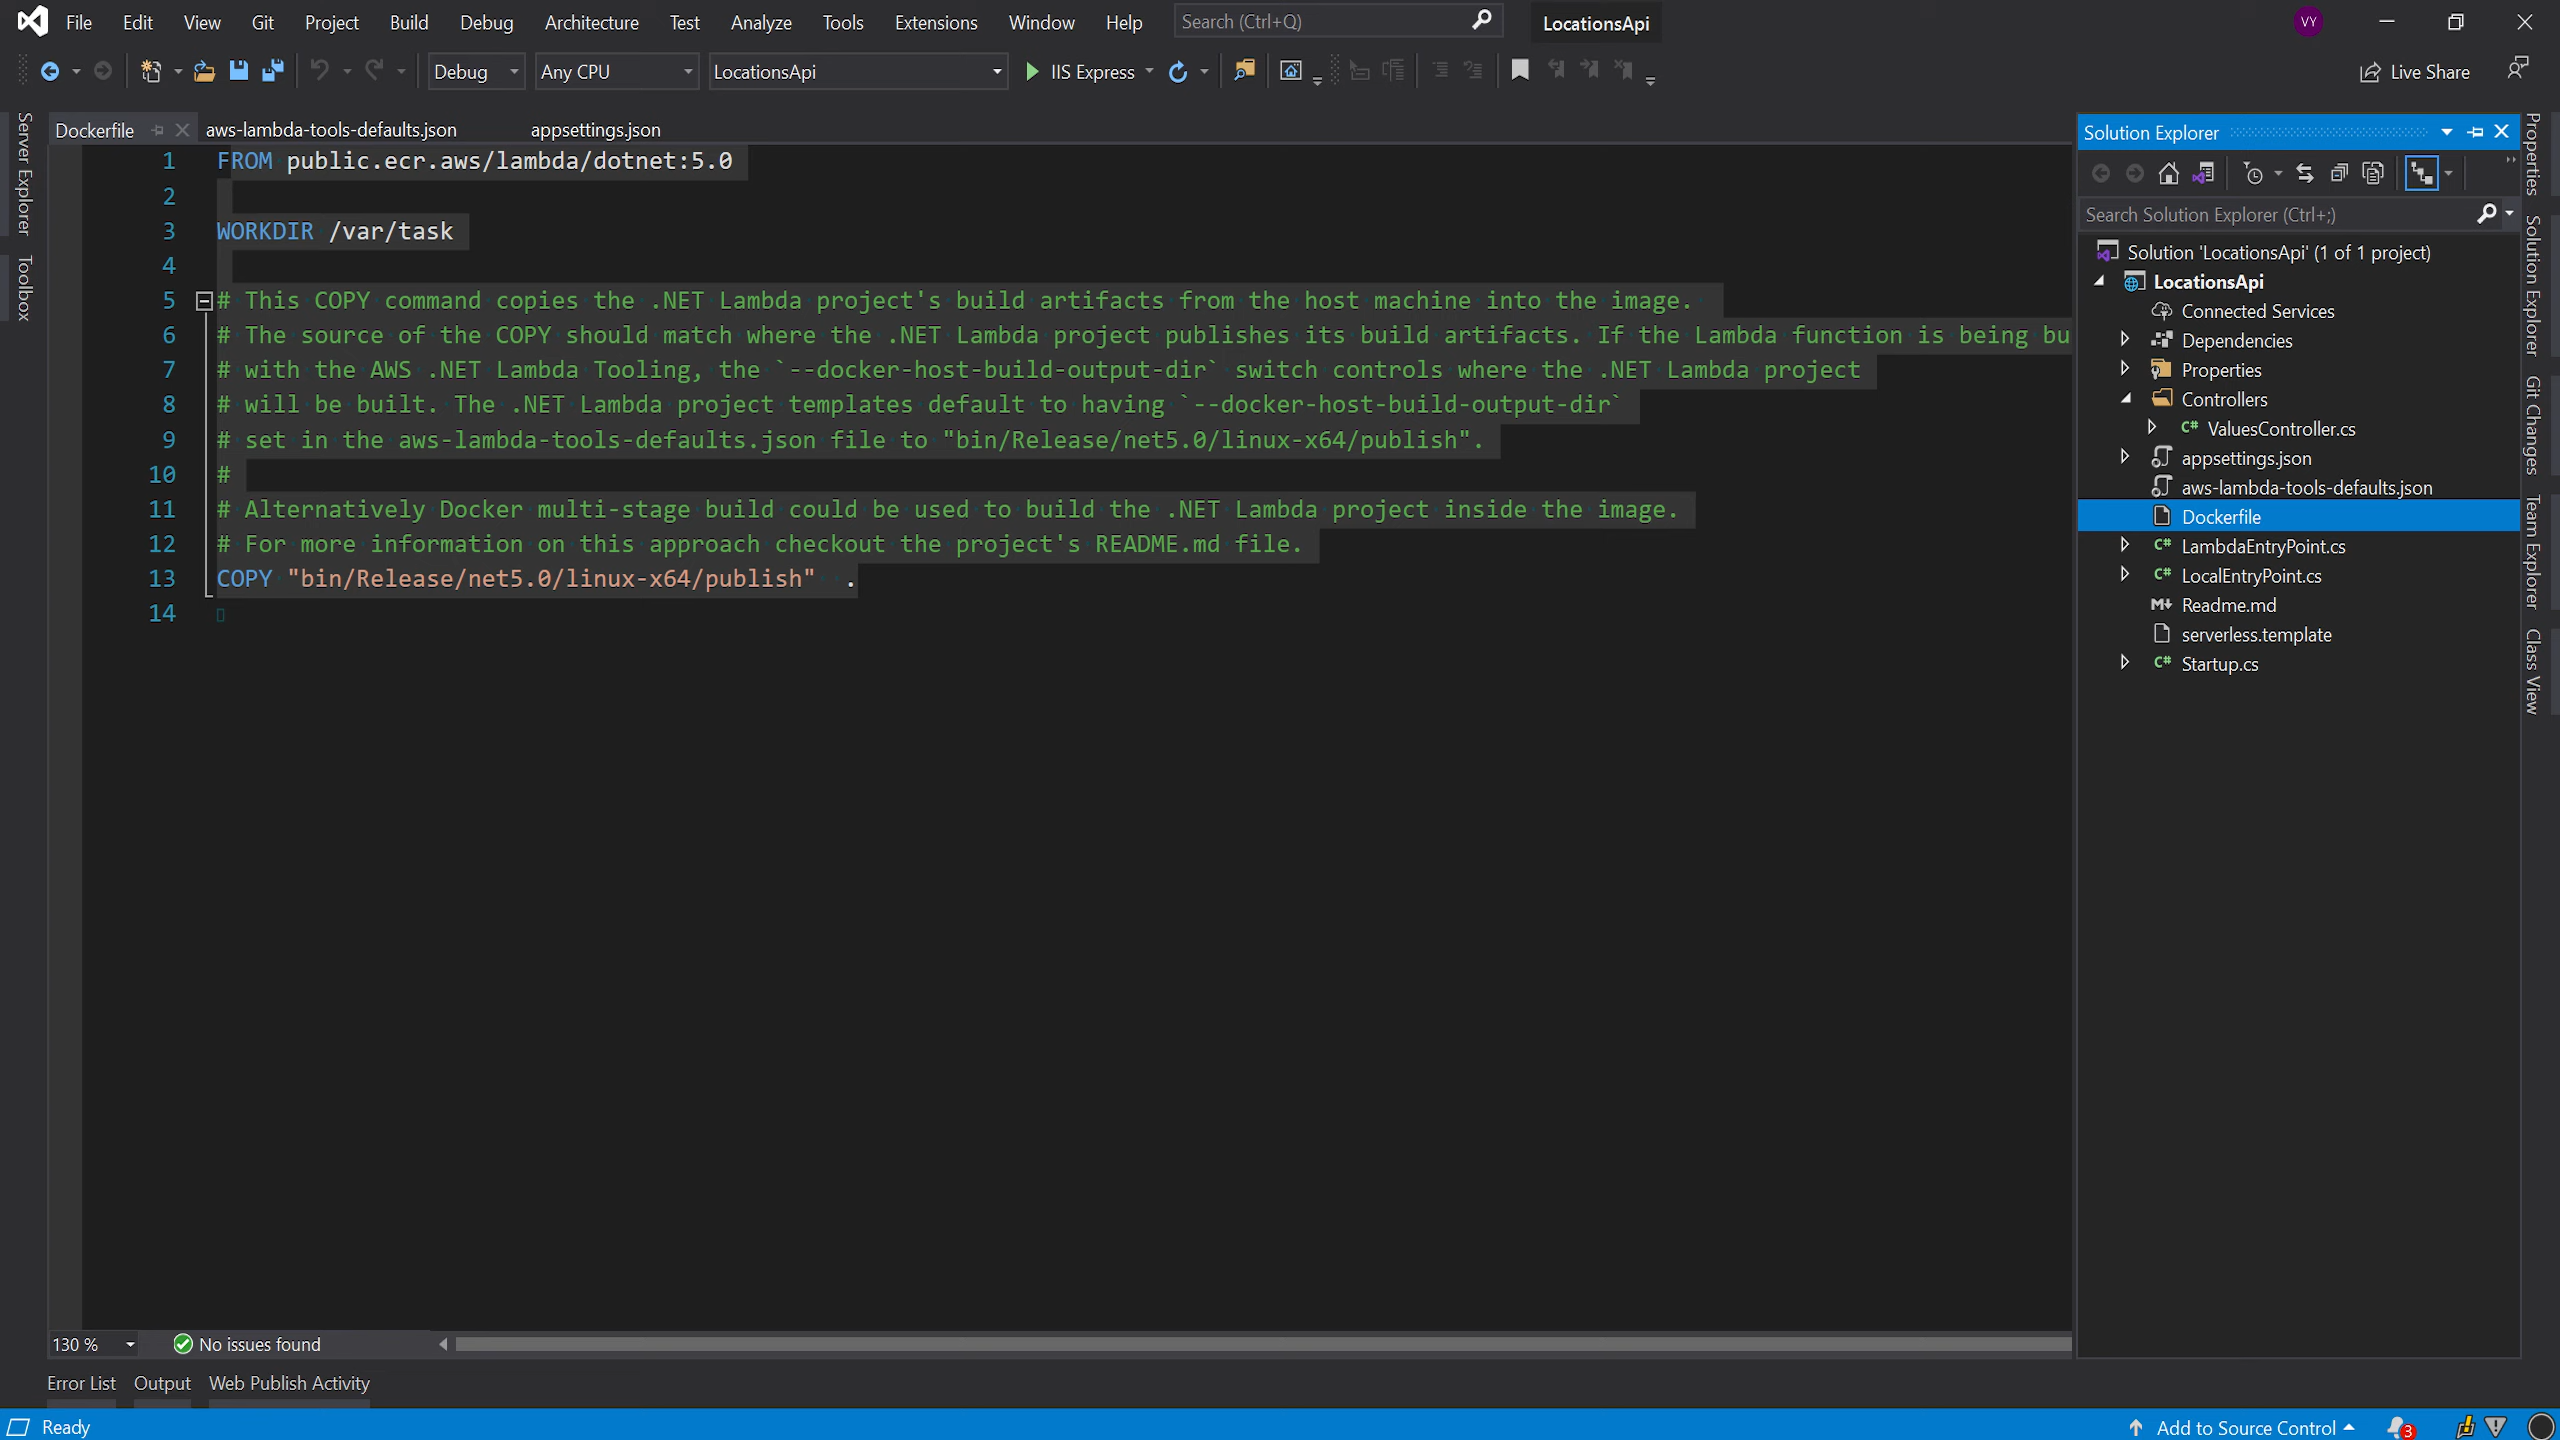 File Edit View Git Project Build Debug Architecture Test Analyze Tools Extensions Window Help Search (Ctrl+Q) LocationsApi VY
Debug Any CPU LocationsApi IIS Express Live Share
Server Explorer
Toolbox
Dockerfile aws-lambda-tools-defaults.json appsettings.json
1 FROM public.ecr.aws/lambda/dotnet:5.0
2
3 WORKDIR /var/task
4
5 # This COPY command copies the .NET Lambda project's build artifacts from the host machine into the image.
6 # The source of the COPY should match where the .NET Lambda project publishes its build artifacts. If the Lambda function is being bu
7 # with the AWS .NET Lambda Tooling, the `--docker-host-build-output-dir` switch controls where the .NET Lambda project
8 # will be built. The .NET Lambda project templates default to having `--docker-host-build-output-dir`
9 # set in the aws-lambda-tools-defaults.json file to "bin/Release/net5.0/linux-x64/publish".
10 #
11 # Alternatively Docker multi-stage build could be used to build the .NET Lambda project inside the image.
12 # For more information on this approach checkout the project's README.md file.
13 COPY "bin/Release/net5.0/linux-x64/publish" .
14
130 % No issues found
Error List Output Web Publish Activity
Solution Explorer
Search Solution Explorer (Ctrl+;)
Solution 'LocationsApi' (1 of 1 project)
LocationsApi
Connected Services
Dependencies
Properties
Controllers
C# ValuesController.cs
appsettings.json
aws-lambda-tools-defaults.json
Dockerfile
C# LambdaEntryPoint.cs
C# LocalEntryPoint.cs
Readme.md
serverless.template
C# Startup.cs
Properties
Solution Explorer
Git Changes
Team Explorer
Class View
Ready Add to Source Control 3